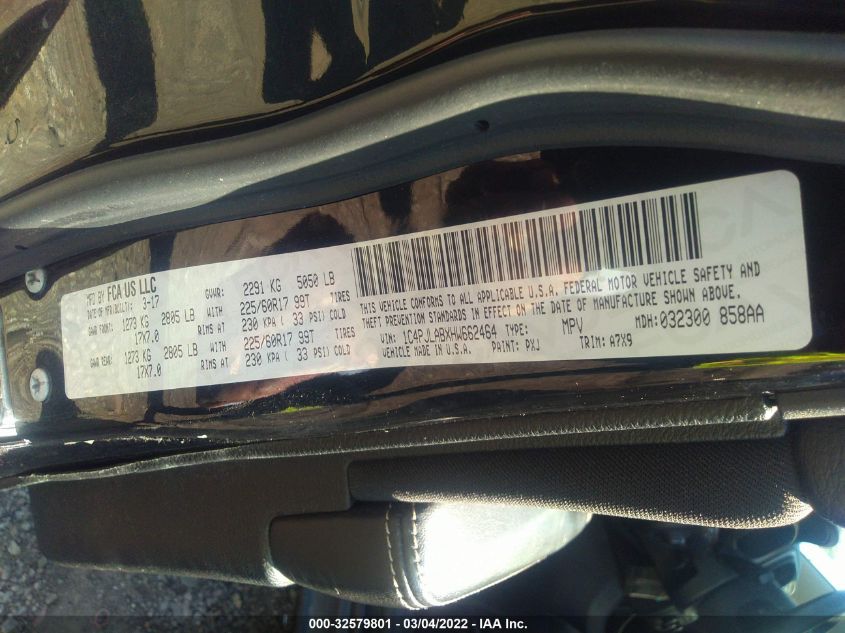 MFD BY FCA US LLC
DATE OF MFR: 3-17 GVWR: 2291 KG 5050 LB
GAWR FRONT: 1273 KG 2805 LB WITH 225/60R17 99T TIRES
17X7.0 RIMS AT 230 KPA ( 33 PSI) COLD
GAWR REAR: 1273 KG 2805 LB WITH 225/60R17 99T TIRES
17X7.0 RIMS AT 230 KPA ( 33 PSI) COLD
THIS VEHICLE CONFORMS TO ALL APPLICABLE U.S.A. FEDERAL MOTOR VEHICLE SAFETY AND
THEFT PREVENTION STANDARDS IN EFFECT ON THE DATE OF MANUFACTURE SHOWN ABOVE.
VIN: 1C4PJLABXHW662464 TYPE: MPV MDH: 032300 858AA
VEHICLE MADE IN U.S.A. PAINT: PXJ TRIM: A7X9
000-32579801 - 03/04/2022 - I. Buyer: U.S.